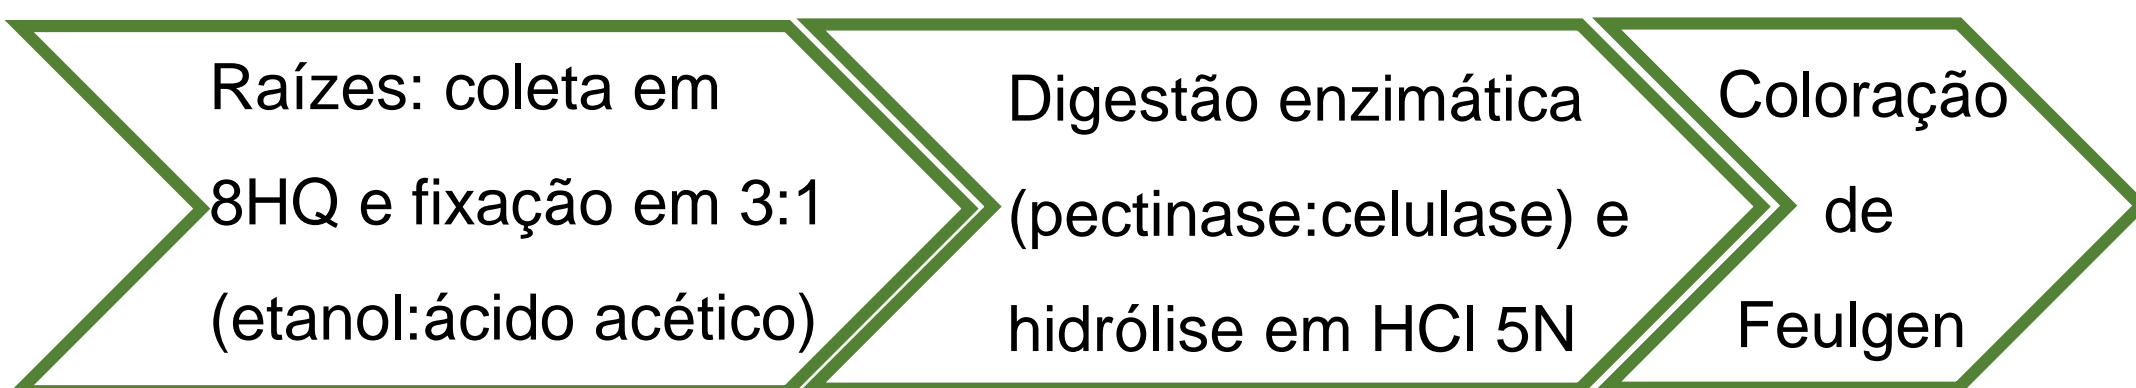 Raízes: coleta em
8HQ e fixação em 3:1
(etanol:ácido acético)
Digestão enzimática
(pectinase:celulase) e
hidrólise em HCl 5N
Coloração
de
Feulgen